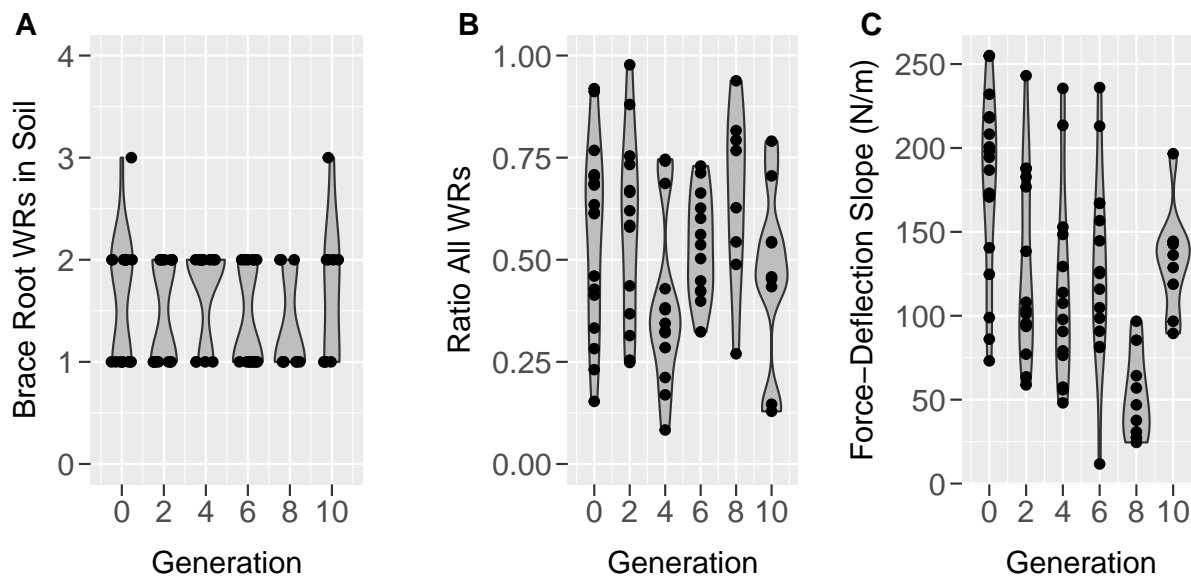 A
Brace Root WRs in Soil
4
3
2
1
0
0 2 4 6 8 10
Generation
B
Ratio All WRs
1.00
0.75
0.50
0.25
0.00
0 2 4 6 8 10
Generation
C
Force−Deflection Slope (N/m)
250
200
150
100
50
0
0 2 4 6 8 10
Generation